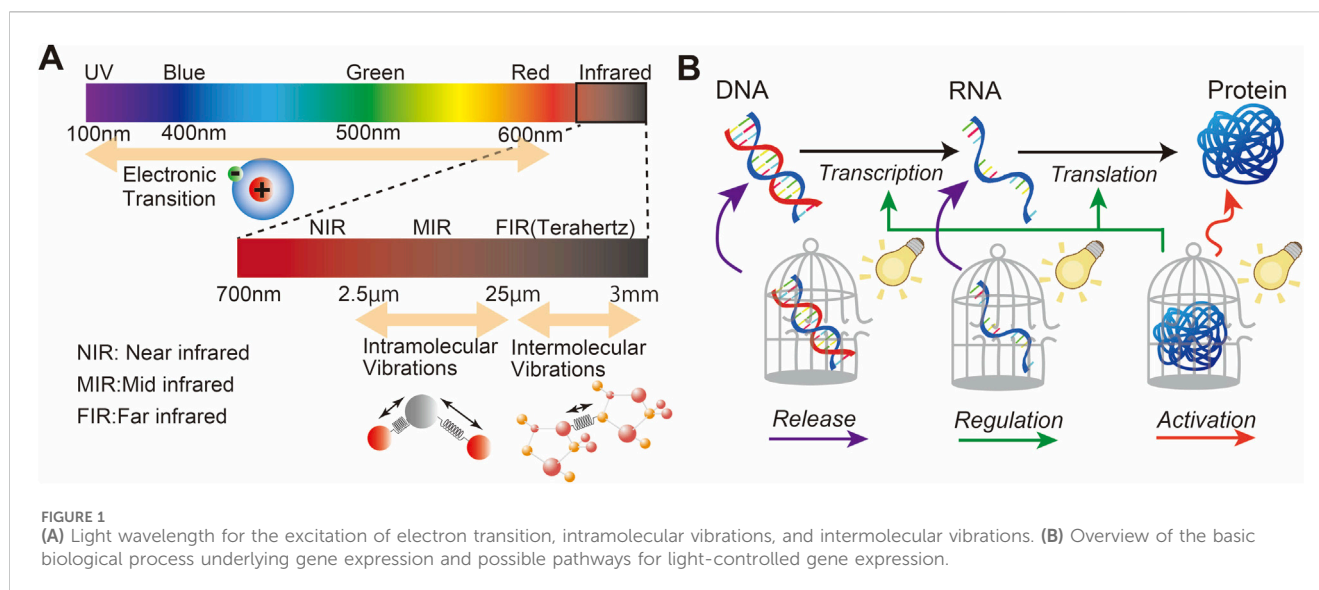 A
UV Blue Green Red Infrared
100nm 400nm 500nm 600nm
Electronic
Transition
- +
NIR MIR FIR(Terahertz)
700nm 2.5μm 25μm 3mm
Intramolecular
Vibrations
Intermolecular
Vibrations
NIR: Near infrared
MIR:Mid infrared
FIR:Far infrared
B
DNA RNA Protein
Transcription Translation
Release Regulation Activation
FIGURE 1
(A) Light wavelength for the excitation of electron transition, intramolecular vibrations, and intermolecular vibrations. (B) Overview of the basic
biological process underlying gene expression and possible pathways for light-controlled gene expression.